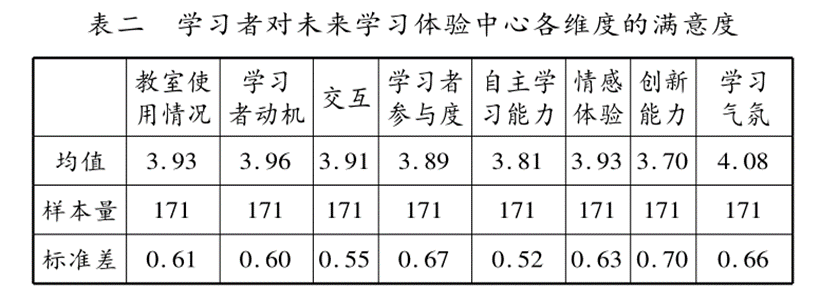 表二 学习者对未来学习体验中心各维度的满意度
教室使用情况 学习者动机 交互 学习者参与度 自主学习能力 情感体验 创新能力 学习气氛
均值 3.93 3.96 3.91 3.89 3.81 3.93 3.70 4.08
样本量 171 171 171 171 171 171 171 171
标准差 0.61 0.60 0.55 0.67 0.52 0.63 0.70 0.66